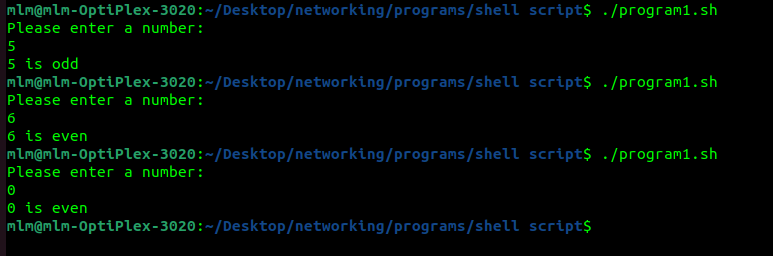 mlm@mlm-OptiPlex-3020:~/Desktop/networking/programs/shell script$ ./program1.sh
Please enter a number:
5
5 is odd
mlm@mlm-OptiPlex-3020:~/Desktop/networking/programs/shell script$ ./program1.sh
Please enter a number:
6
6 is even
mlm@mlm-OptiPlex-3020:~/Desktop/networking/programs/shell script$ ./program1.sh
Please enter a number:
0
0 is even
mlm@mlm-OptiPlex-3020:~/Desktop/networking/programs/shell script$